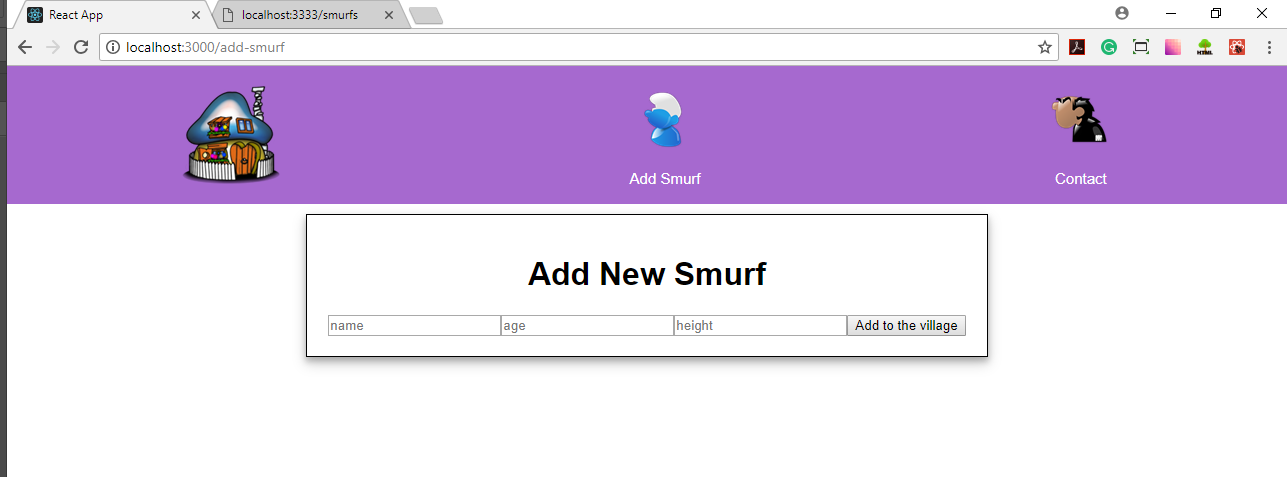 React App
localhost:3333/smurfs
localhost:3000/add-smurf
HTML
Add Smurf
Contact
Add New Smurf
name age height Add to the village